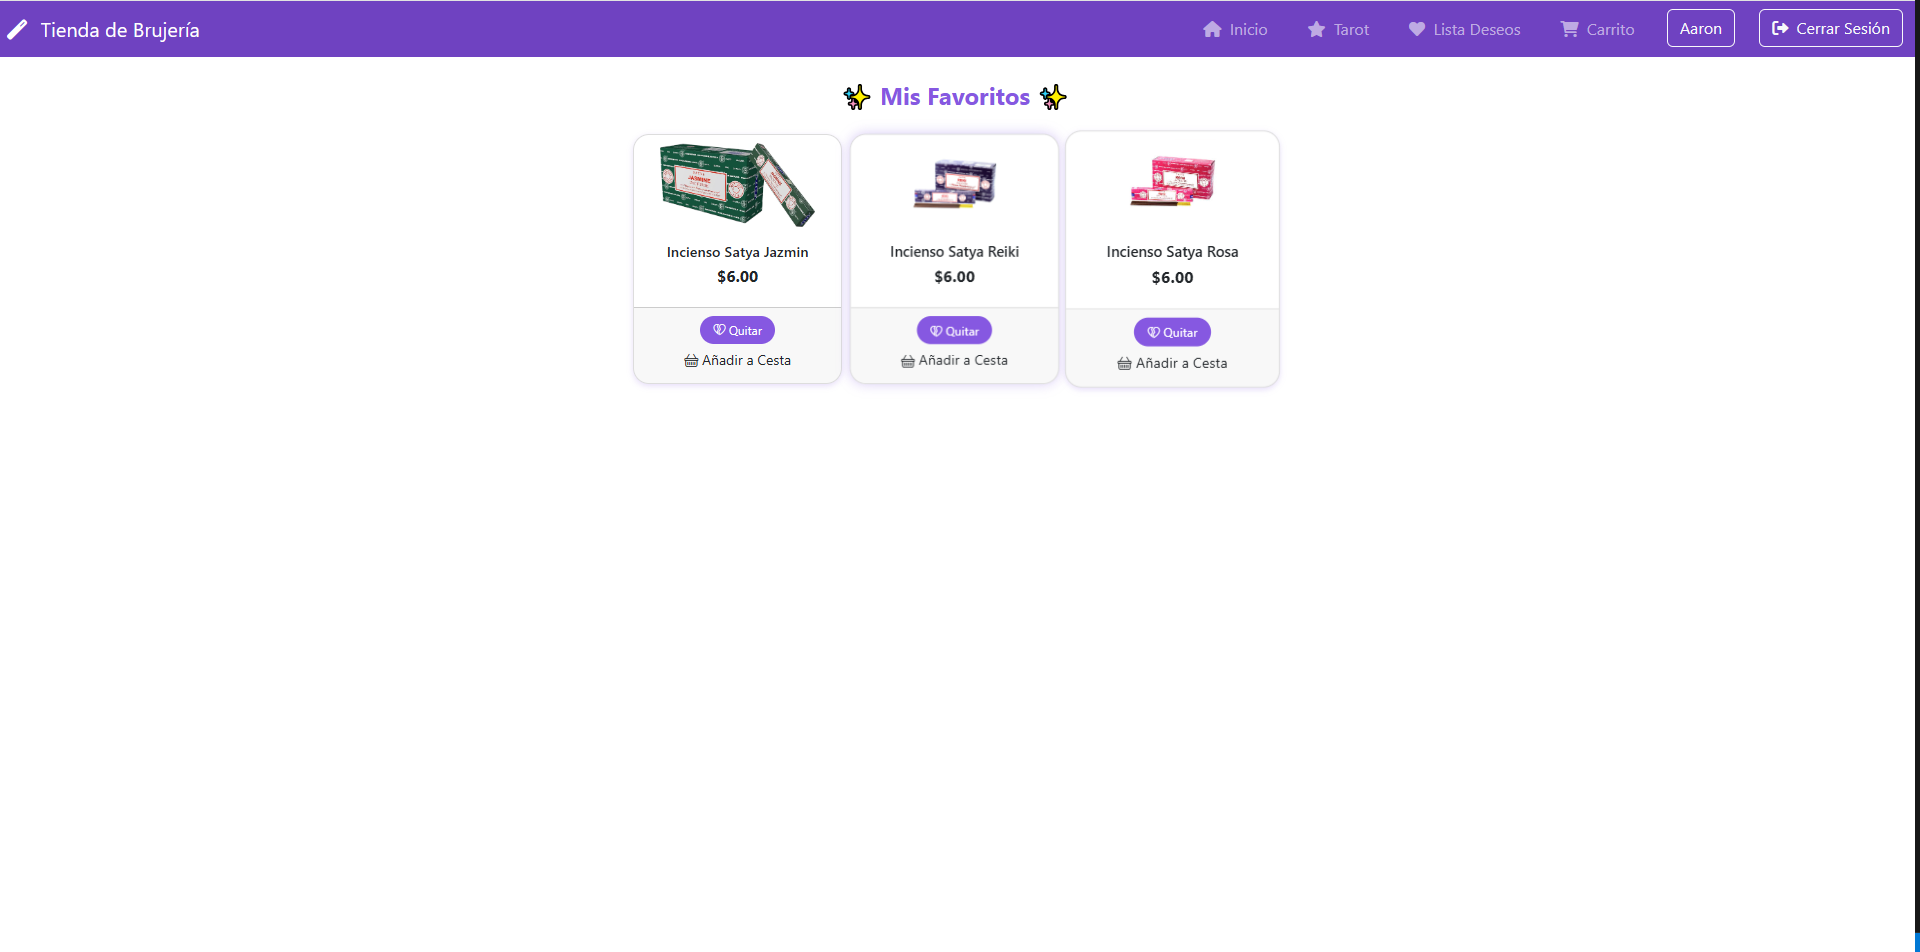 Tienda de Brujería
Inicio
Tarot
Lista Deseos
Carrito
Aaron
Cerrar Sesión
✨ Mis Favoritos ✨
JASMINE
Incienso Satya Jazmin
$6.00
Quitar
Añadir a Cesta
Incienso Satya Reiki
$6.00
Quitar
Añadir a Cesta
Incienso Satya Rosa
$6.00
Quitar
Añadir a Cesta